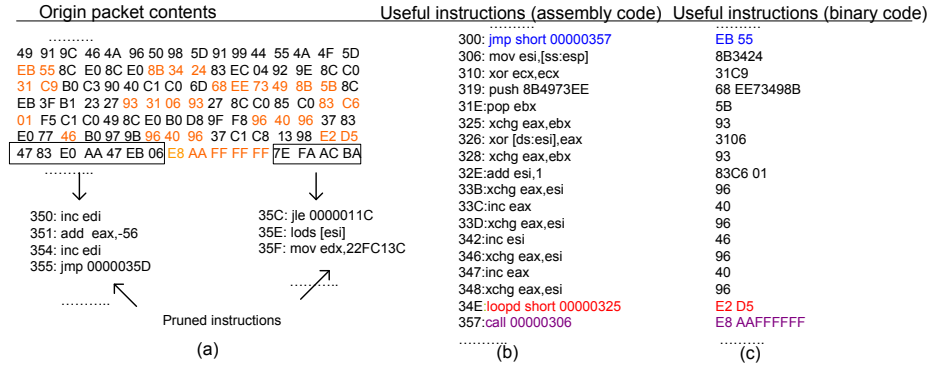 Origin packet contents
Useful instructions (assembly code)
Useful instructions (binary code)
……….
49 91 9C 46 4A 96 50 98 5D 91 99 44 55 4A 4F 5D
EB 55 8C E0 8C E0 8B 34 24 83 EC 04 92 9E 8C C0
31 C9 B0 C3 90 40 C1 C0 6D 68 EE 73 49 8B 5B 8C
EB 3F B1 23 27 93 31 06 93 27 8C C0 85 C0 83 C6
01 F5 C1 C0 49 8C E0 B0 D8 9F F8 96 40 96 37 83
E0 77 46 B0 97 9B 96 40 96 37 C1 C8 13 98 E2 D5
47 83 E0 AA 47 EB 06 E8 AA FF FF FF 7E FA AC BA
……….
350: inc edi
351: add eax,-56
354: inc edi
355: jmp 0000035D
………..
35C: jle 0000011C
35E: lods [esi]
35F: mov edx,22FC13C
………..
Pruned instructions
(a)
……….
300: jmp short 00000357
306: mov esi,[ss:esp]
310: xor ecx,ecx
319: push 8B4973EE
31E:pop ebx
325: xchg eax,ebx
326: xor [ds:esi],eax
328: xchg eax,ebx
32E:add esi,1
33B:xchg eax,esi
33C:inc eax
33D:xchg eax,esi
342:inc esi
346:xchg eax,esi
347:inc eax
348:xchg eax,esi
34E:loopd short 00000325
357:call 00000306
………..
(b)
……….
EB 55
8B3424
31C9
68 EE73498B
5B
93
3106
93
83C6 01
96
40
96
46
96
40
96
E2 D5
E8 AAFFFFFF
……….
(c)